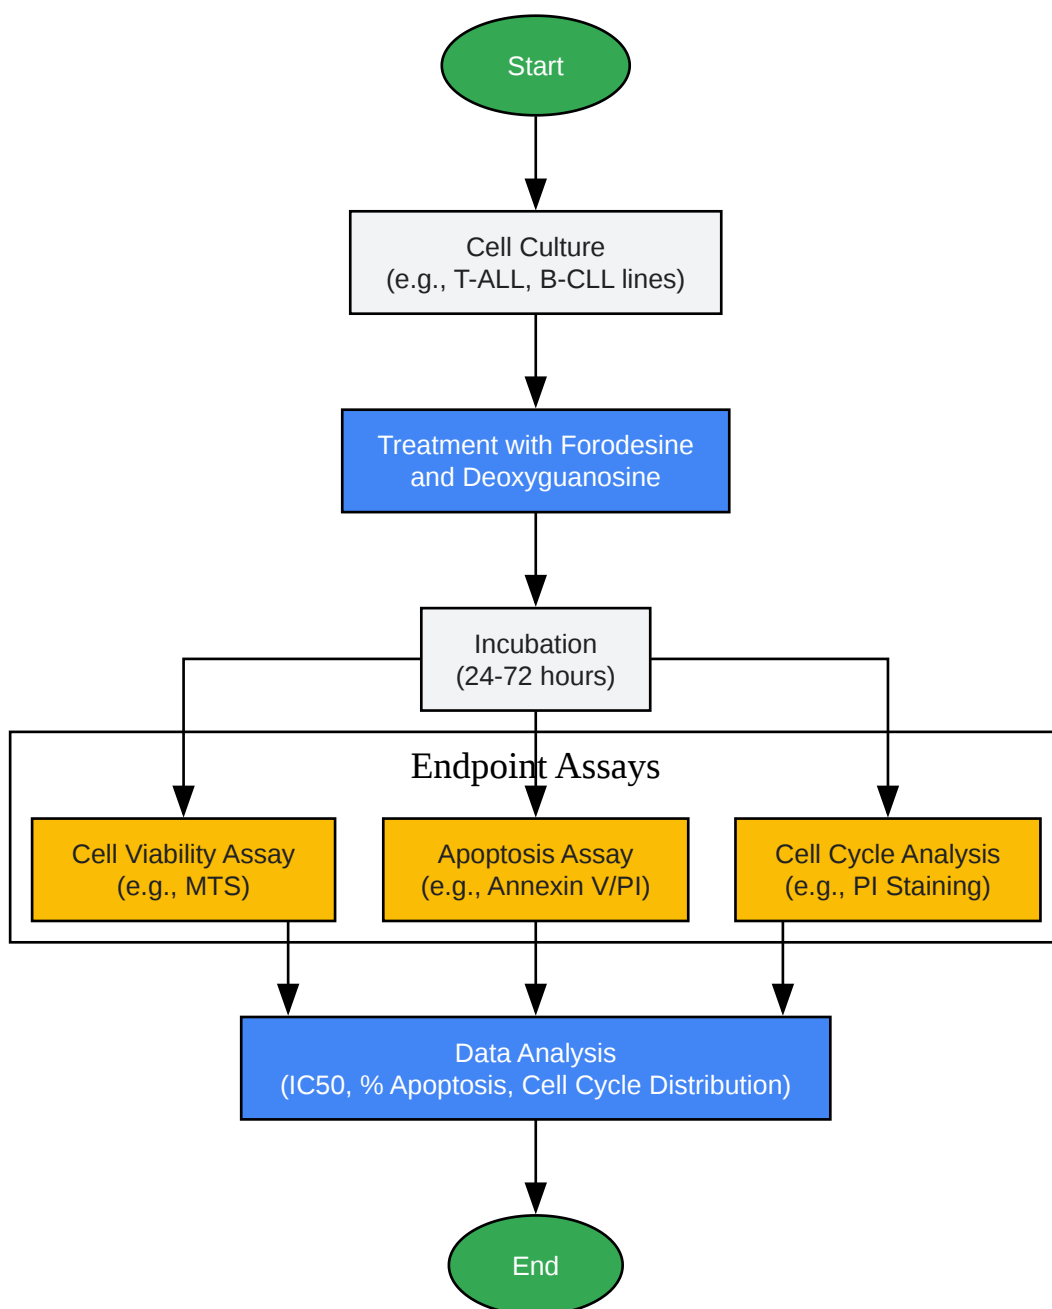 Start
Cell Culture
(e.g., T-ALL, B-CLL lines)
Treatment with Forodesine
and Deoxyguanosine
Incubation
(24-72 hours)
Endpoint Assays
Cell Viability Assay
(e.g., MTS)
Apoptosis Assay
(e.g., Annexin V/PI)
Cell Cycle Analysis
(e.g., PI Staining)
Data Analysis
(IC50, % Apoptosis, Cell Cycle Distribution)
End